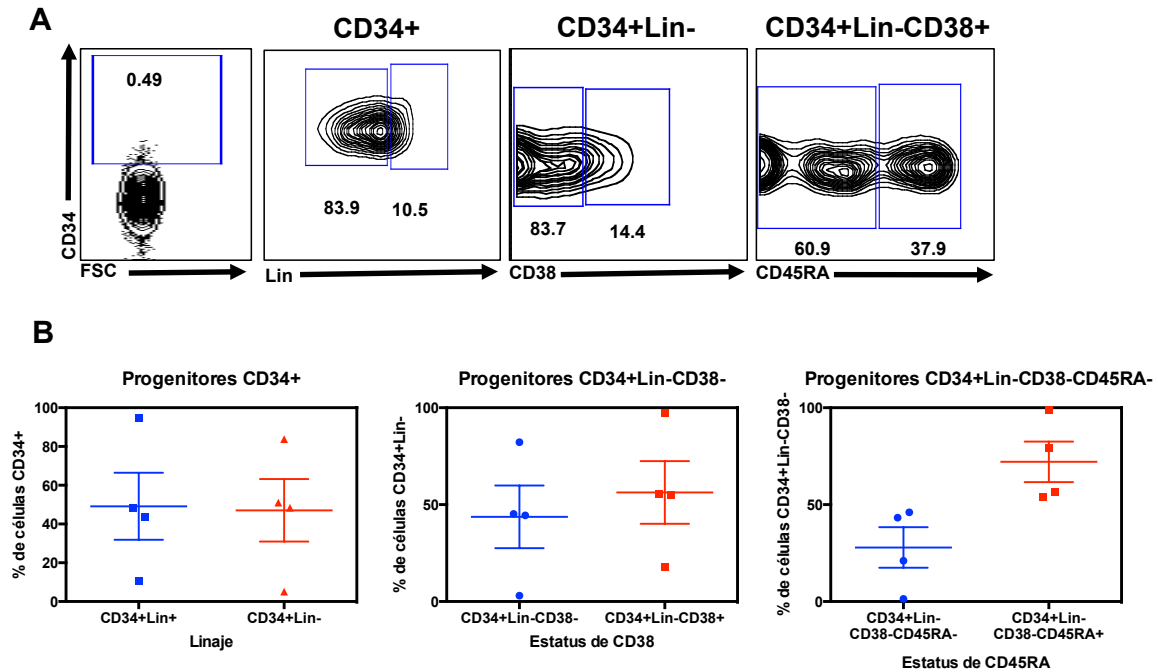 A
CD34+
CD34+Lin-
CD34+Lin-CD38+
0.49
83.9
10.5
83.7
14.4
60.9
37.9
CD34
FSC
Lin
CD38
CD45RA
B
Progenitores CD34+
% de células CD34+
100
80
60
40
20
0
CD34+Lin+
CD34+Lin-
Linaje
Progenitores CD34+Lin-CD38-
% de células CD34+Lin-
100
50
0
CD34+Lin-CD38-
CD34+Lin-CD38+
Estatus de CD38
Progenitores CD34+Lin-CD38-CD45RA-
% de células CD34+Lin-CD38-
100
50
0
CD34+Lin-
CD38-CD45RA-
CD34+Lin-
CD38-CD45RA+
Estatus de CD45RA